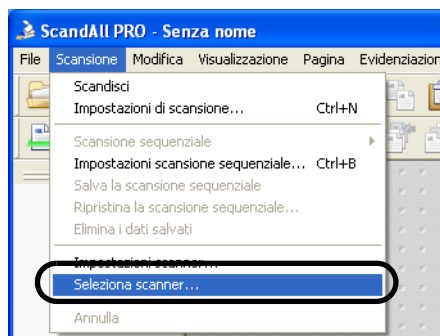 ScandAll PRO - Senza nome
File Scansione Modifica Visualizzazione Pagina Evidenziazion
Scandisci
Impostazioni di scansione... Ctrl+N
Scansione sequenziale
Impostazioni scansione sequenziale... Ctrl+B
Salva la scansione sequenziale
Ripristina la scansione sequenziale...
Elimina i dati salvati
Impostazioni scanner...
Seleziona scanner...
Annulla